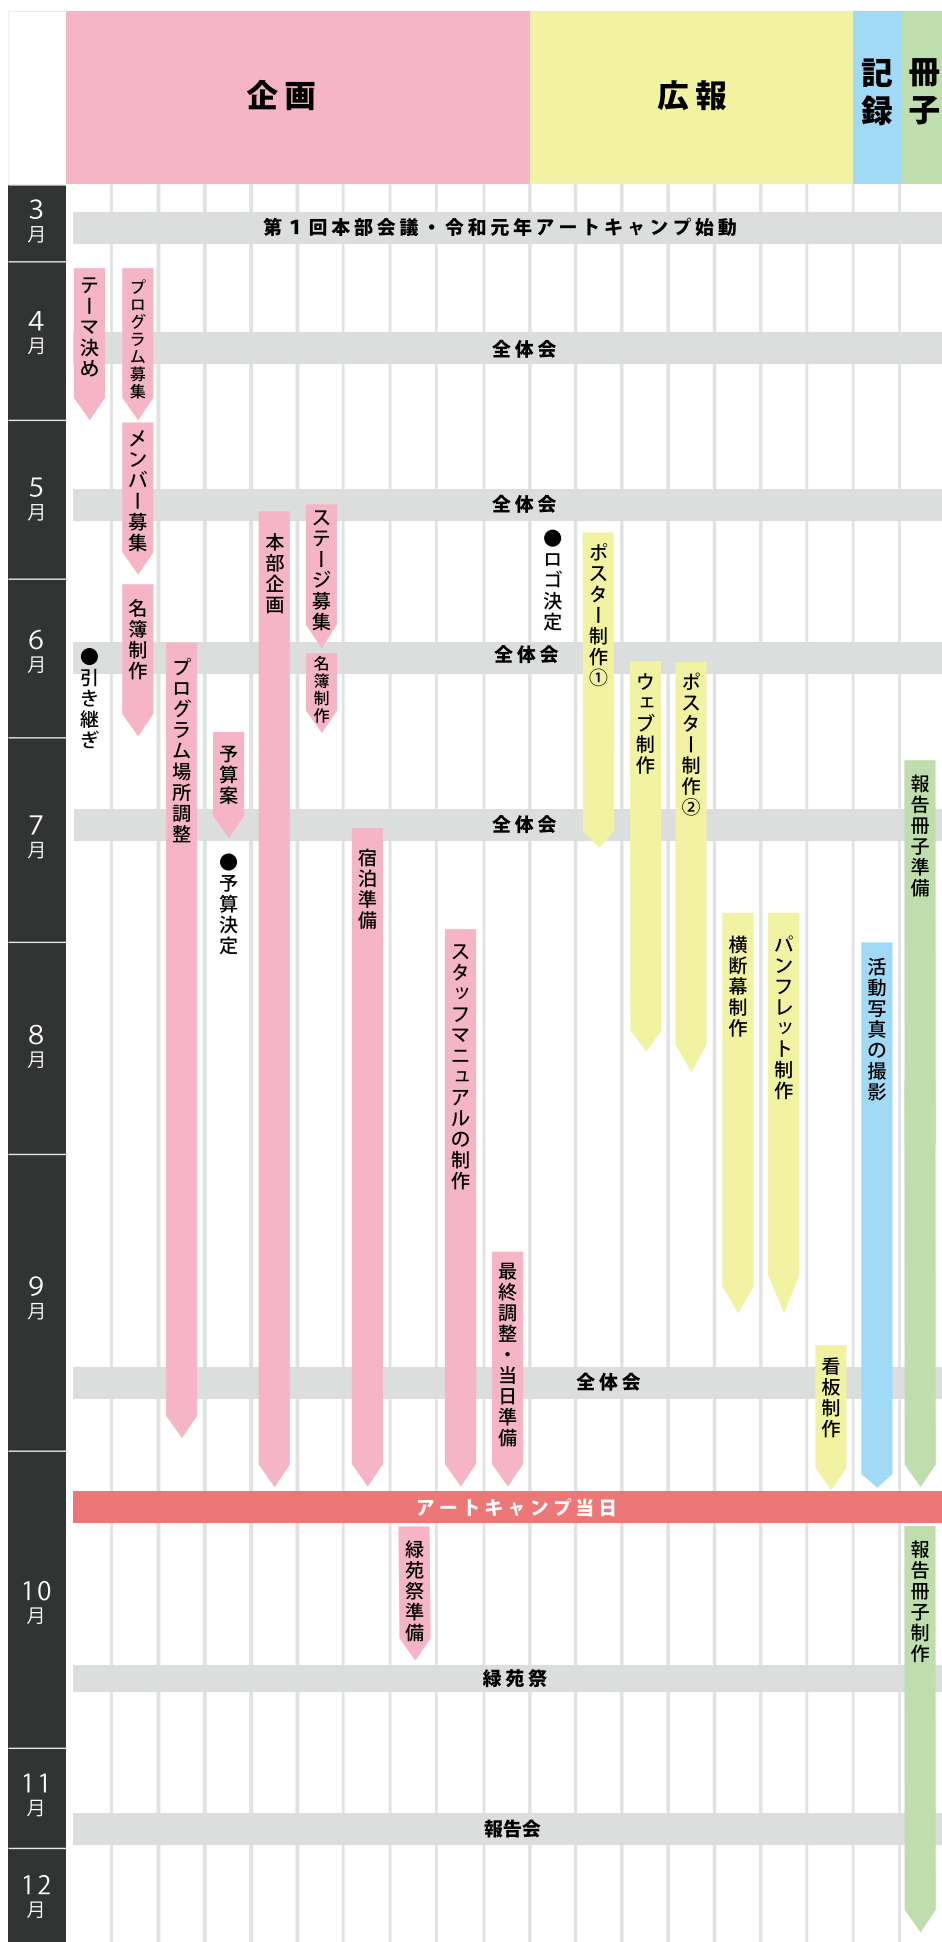 企画
広報
記録
冊子
3月
第1回本部会議・令和元年アートキャンプ始動
4月
テーマ決め
プログラム募集
全体会
5月
メンバー募集
全体会
本部企画
ステージ募集
●ロゴ決定
ポスター制作①
6月
名簿制作
●引き継ぎ
プログラム場所調整
全体会
名簿制作
ウェブ制作
ポスター制作②
7月
予算案
●予算決定
全体会
宿泊準備
報告冊子準備
スタッフマニュアルの制作
横断幕制作
パンフレット制作
8月
活動写真の撮影
9月
最終調整・当日準備
全体会
看板制作
10月
アートキャンプ当日
緑苑祭準備
報告冊子制作
緑苑祭
11月
報告会
12月